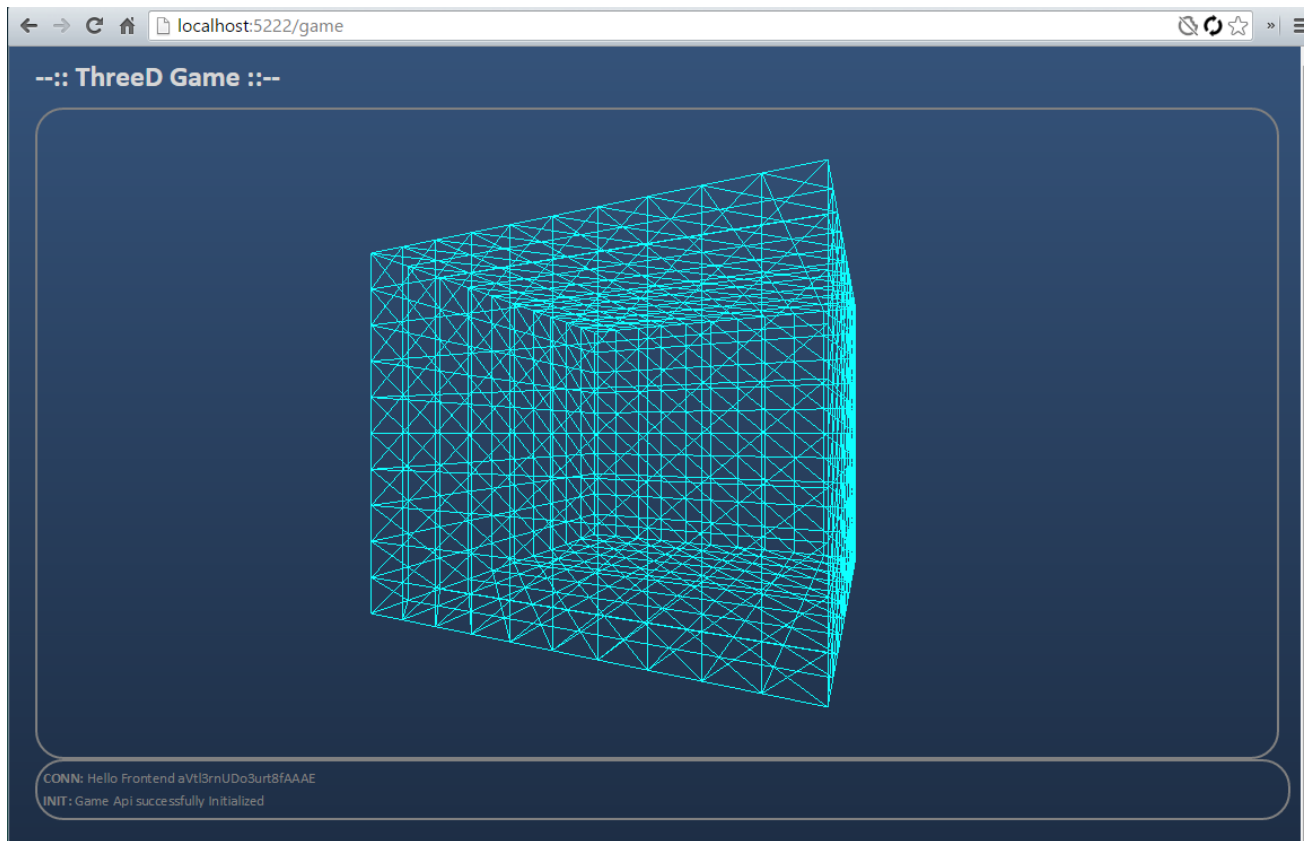 localhost:5222/game
»
--:: ThreeD Game ::--
CONN: Hello Frontend aVtl3rnUDo3urt8fAAAE
INIT: Game Api successfully Initialized